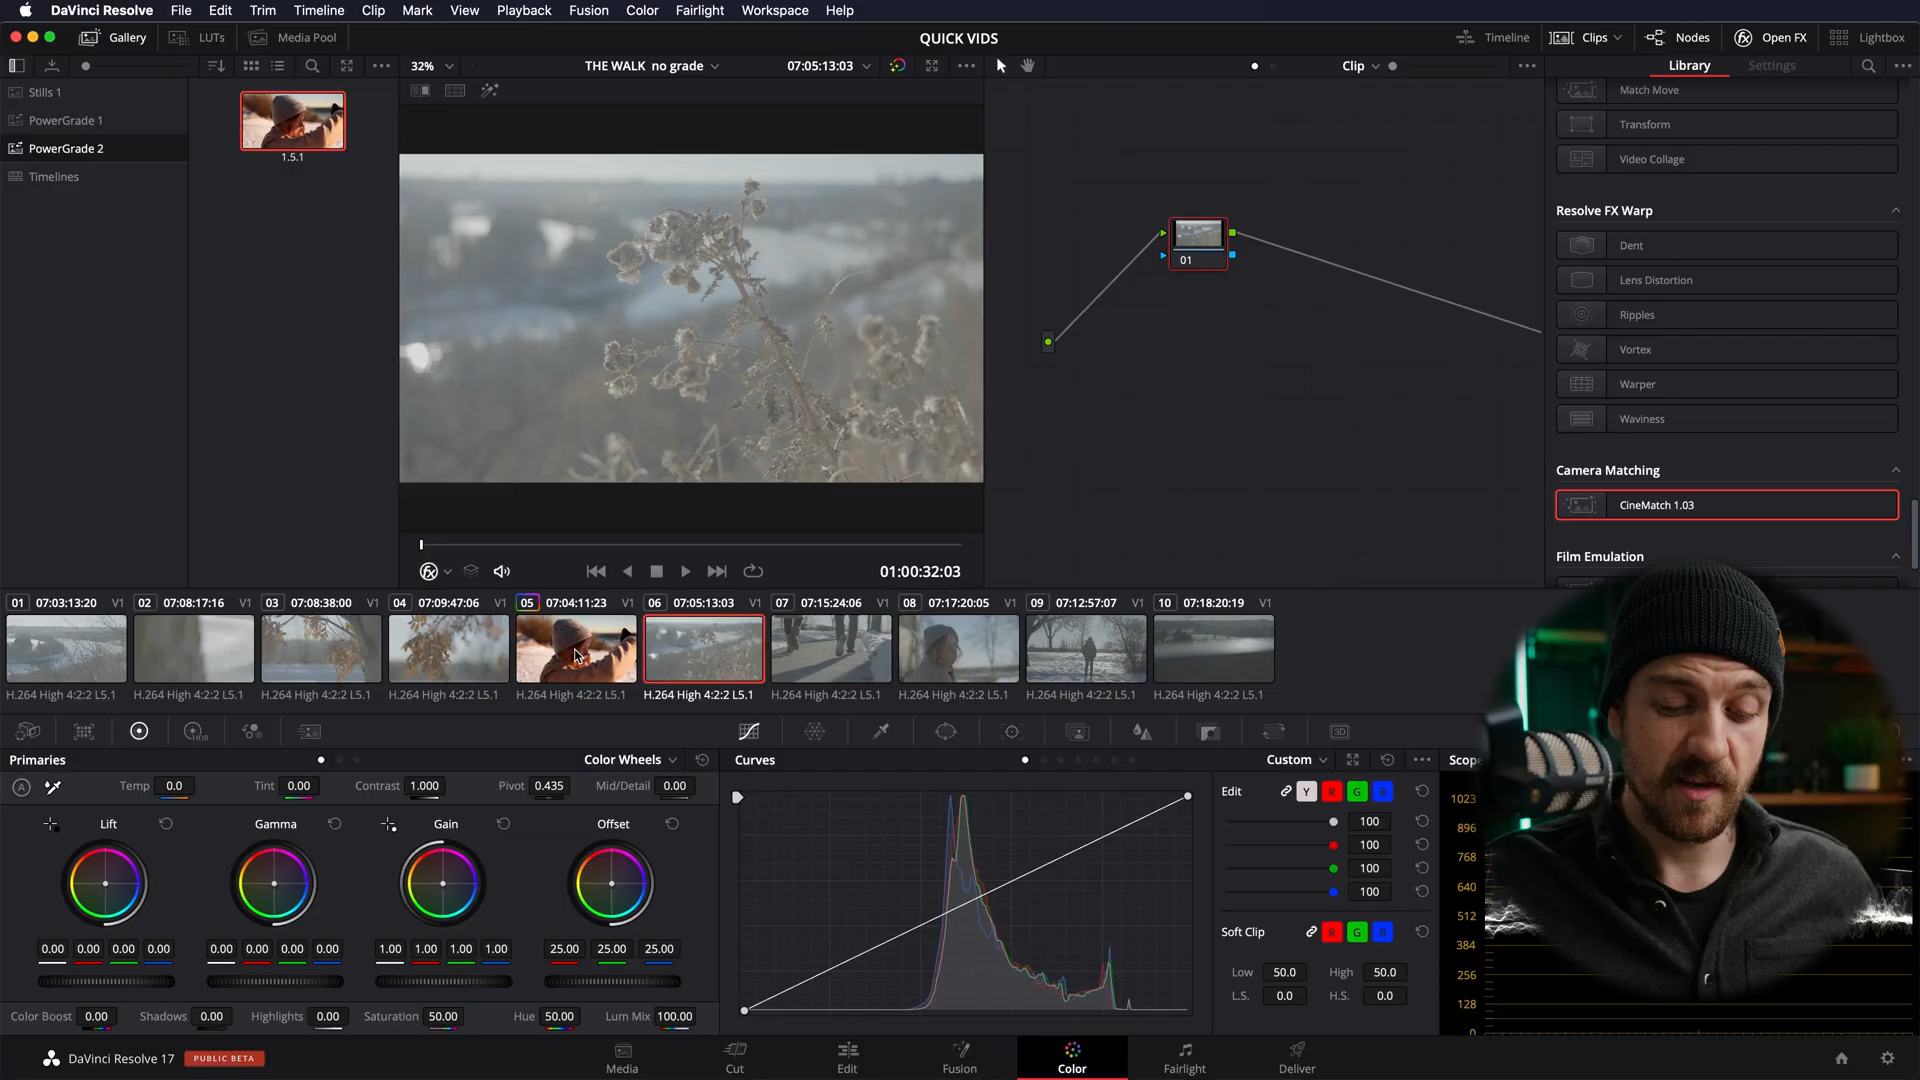 DaVinci Resolve File Edit Trim Timeline Clip Mark View Playback Fusion Color Fairlight Workspace Help
Gallery LUTs Media Pool QUICK VIDS Timeline Clips Nodes Open FX Lightbox
32% THE WALK no grade 07:05:13:03 Clip Library Settings
Stills 1
PowerGrade 1
PowerGrade 2
Timelines
1.5.1
01
Match Move
Transform
Video Collage
Resolve FX Warp
Dent
Lens Distortion
Ripples
Vortex
Warper
Waviness
Camera Matching
CineMatch 1.03
Film Emulation
01:00:32:03
01 07:03:13:20 V1 02 07:08:17:16 V1 03 07:08:38:00 V1 04 07:09:47:06 V1 05 07:04:11:23 V1 06 07:05:13:03 V1 07 07:15:24:06 V1 08 07:17:20:05 V1 09 07:12:57:07 V1 10 07:18:20:19 V1
H.264 High 4:2:2 L5.1 H.264 High 4:2:2 L5.1 H.264 High 4:2:2 L5.1 H.264 High 4:2:2 L5.1 H.264 High 4:2:2 L5.1 H.264 High 4:2:2 L5.1 H.264 High 4:2:2 L5.1 H.264 High 4:2:2 L5.1 H.264 High 4:2:2 L5.1 H.264 High 4:2:2 L5.1
HDR 3D
Primaries Color Wheels Curves Custom Scope
A Temp 0.0 Tint 0.00 Contrast 1.000 Pivot 0.435 Mid/Detail 0.00
Lift Gamma Gain Offset
0.00 0.00 0.00 0.00 0.00 0.00 0.00 0.00 1.00 1.00 1.00 1.00 25.00 25.00 25.00
Color Boost 0.00 Shadows 0.00 Highlights 0.00 Saturation 50.00 Hue 50.00 Lum Mix 100.00
Edit Y R G B
100
100
100
100
Soft Clip R G B
Low 50.0 High 50.0
L.S. 0.0 H.S. 0.0
1023
896
768
640
512
384
256
128
0
DaVinci Resolve 17 PUBLIC BETA Media Cut Edit Fusion Color Fairlight Deliver